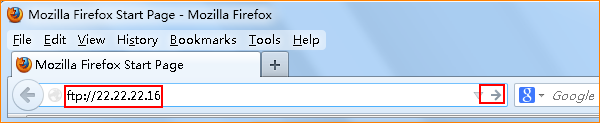 Mozilla Firefox Start Page - Mozilla Firefox
File Edit View History Bookmarks Tools Help
Mozilla Firefox Start Page +
ftp://22.22.22.16 8 Google